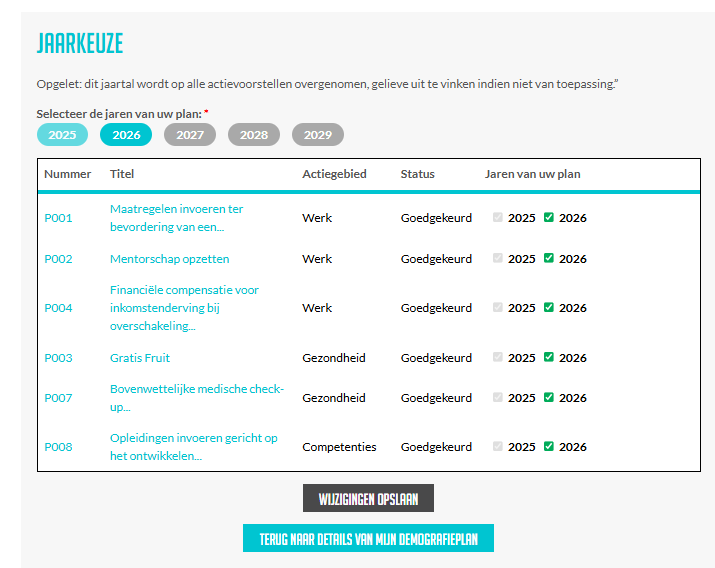 JAARKEUZE
Opgelet: dit jaartal wordt op alle actievoorstellen overgenomen, gelieve uit te vinken indien niet van toepassing.”
Selecteer de jaren van uw plan: *
2025 2026 2027 2028 2029
Nummer Titel Actiegebied Status Jaren van uw plan
P001 Maatregelen invoeren ter bevordering van een... Werk Goedgekeurd 2025 2026
P002 Mentorschap opzetten Werk Goedgekeurd 2025 2026
P004 Financiële compensatie voor inkomstenderving bij overschakeling... Werk Goedgekeurd 2025 2026
P003 Gratis Fruit Gezondheid Goedgekeurd 2025 2026
P007 Bovenwettelijke medische check-up... Gezondheid Goedgekeurd 2025 2026
P008 Opleidingen invoeren gericht op het ontwikkelen... Competenties Goedgekeurd 2025 2026
WIJZIGINGEN OPSLAAN
TERUG NAAR DETAILS VAN MIJN DEMOGRAFIEPLAN